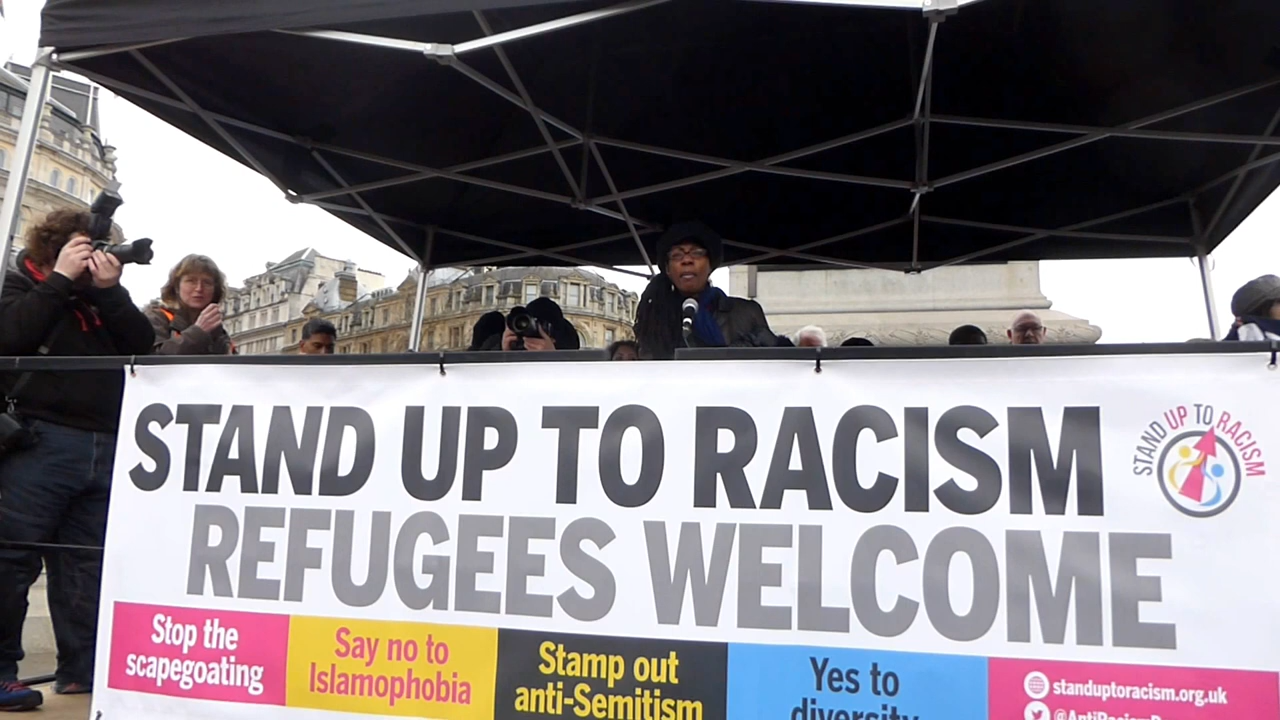 STAND UP TO RACISM
STAND UP TO RACISM
REFUGEES WELCOME
Stop the
scapegoating
Say no to
Islamophobia
Stamp out
anti-Semitism
Yes to
diversity
standuptoracism.org.uk